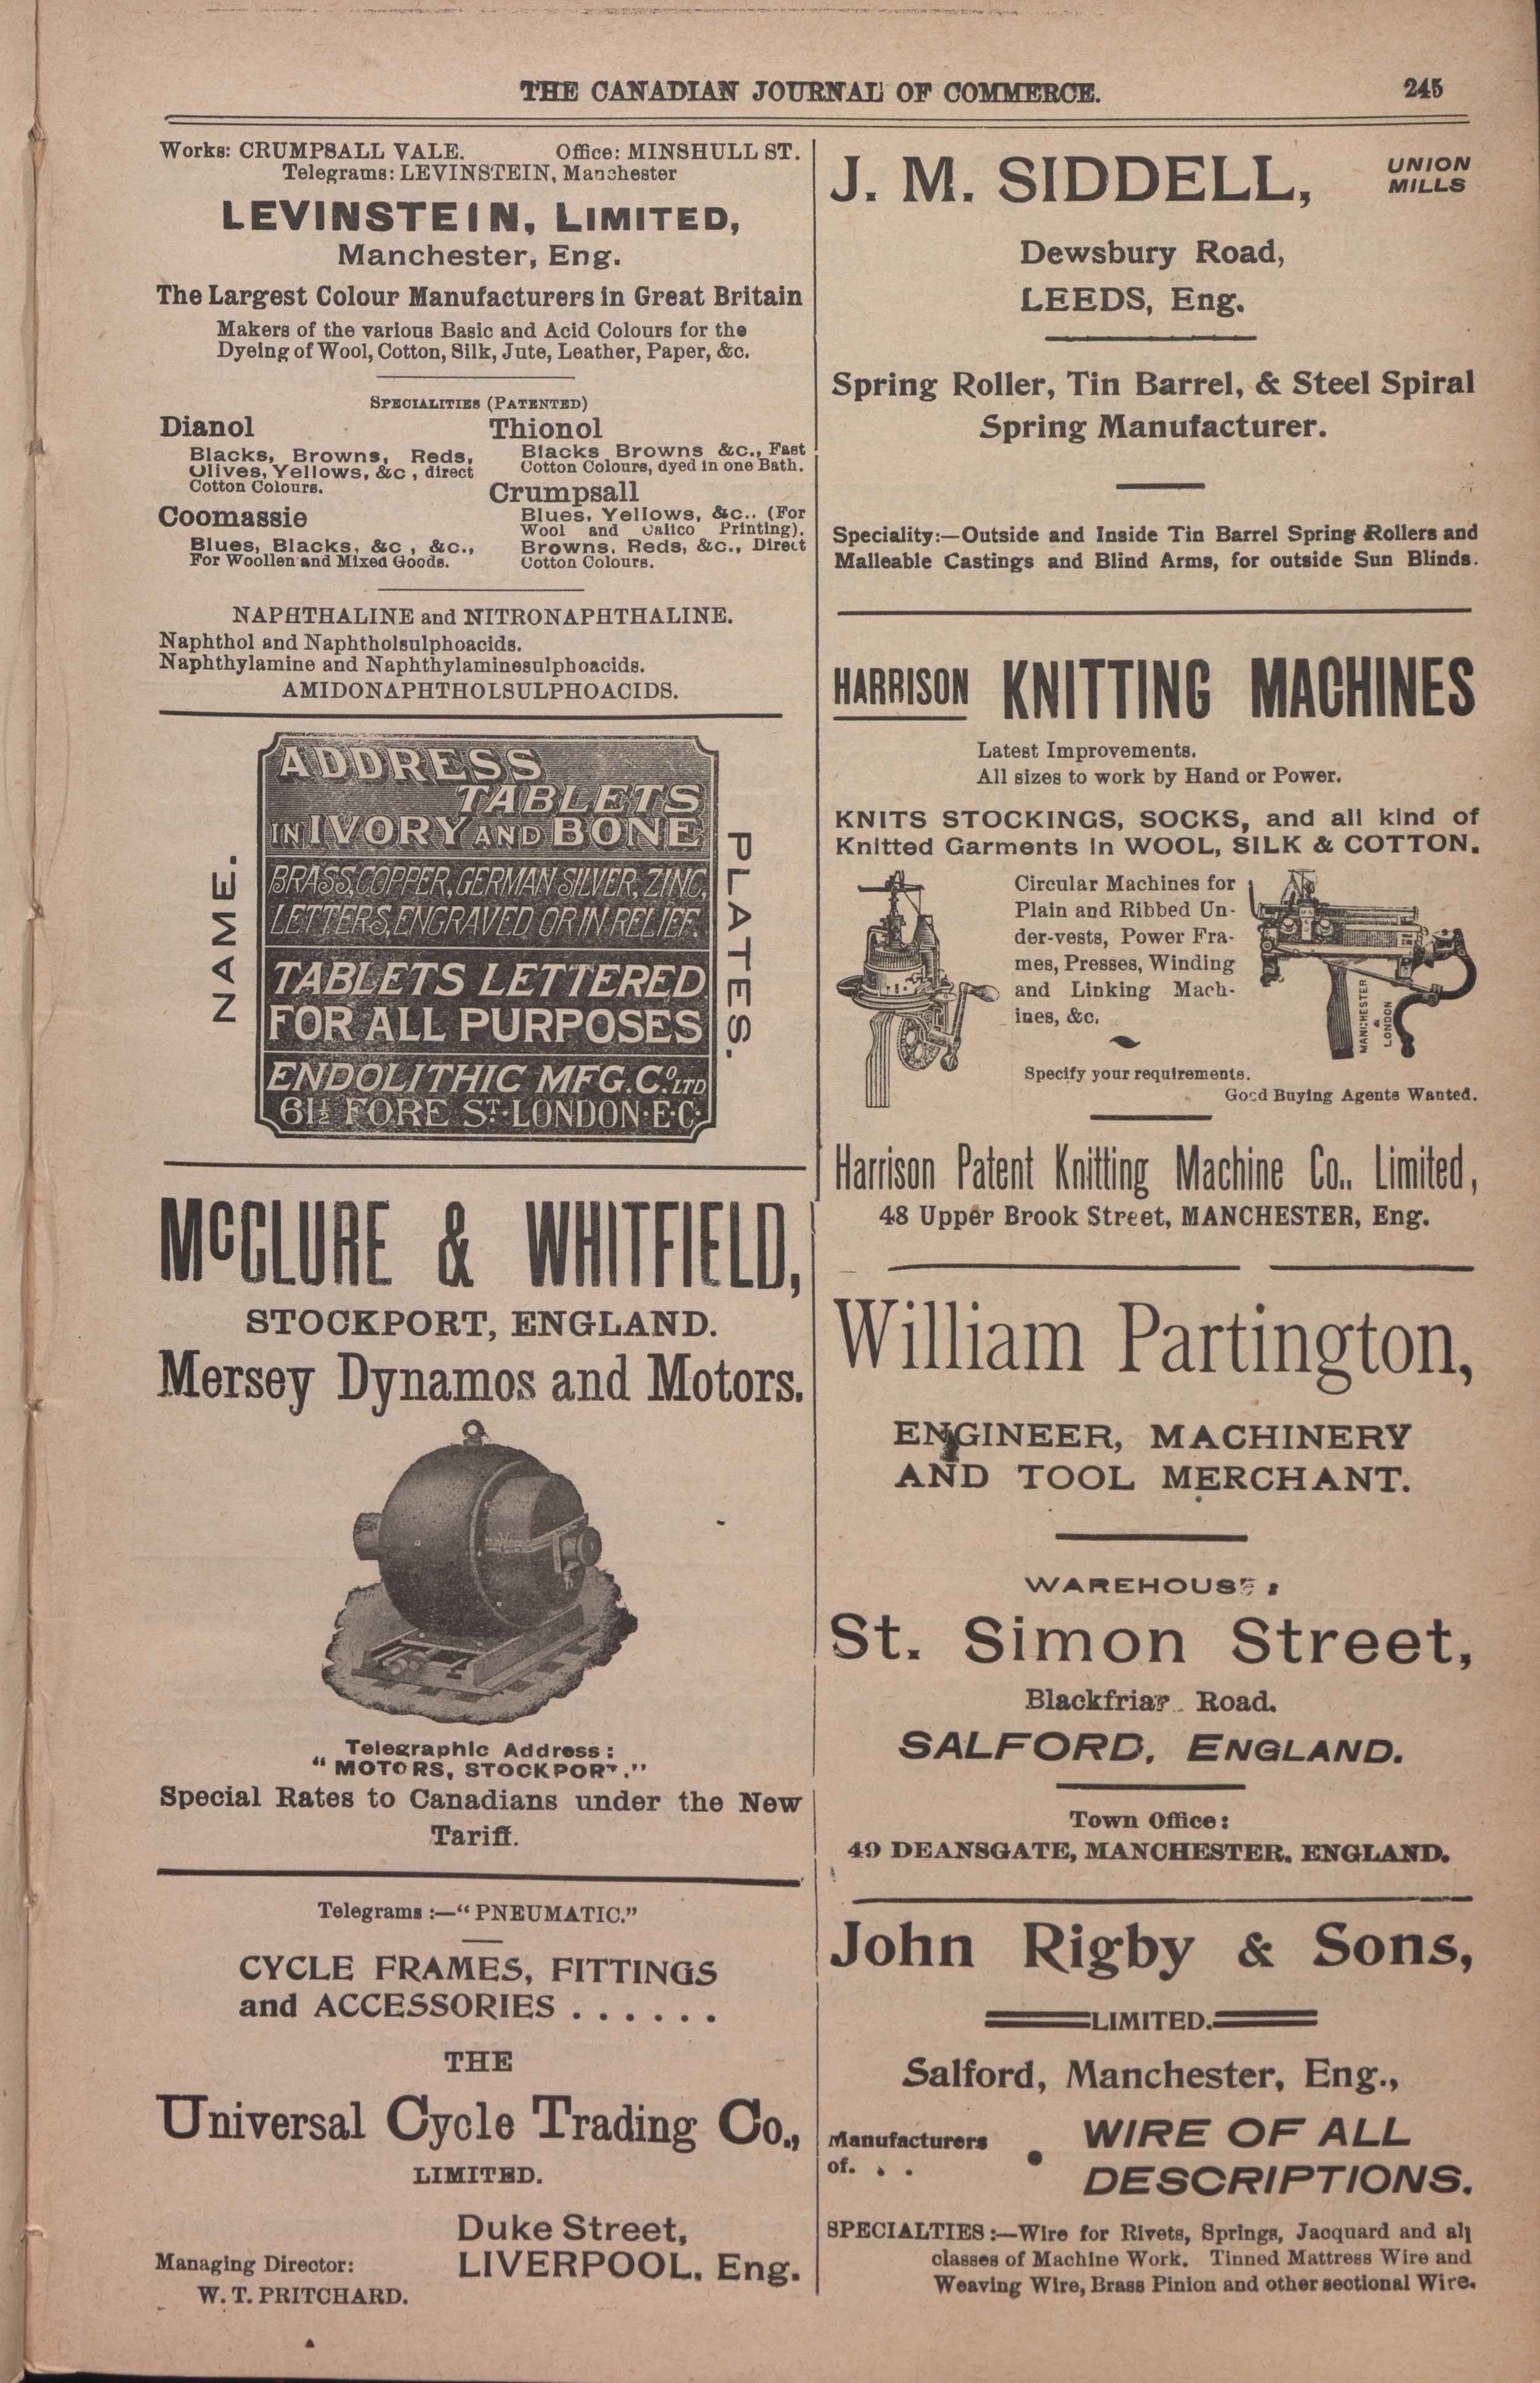 THE CANADIAN JOURNAL OF COMMERCE.
245
Works: CRUMPSALL VALE. Office: MINSHULL ST.
Telegrams: LEVINSTEIN, Manchester
LEVINSTEIN, LIMITED,
Manchester, Eng.
The Largest Colour Manufacturers in Great Britain
Makers of the various Basic and Acid Colours for the
Dyeing of Wool, Cotton, Silk, Jute, Leather, Paper, &c.
SPECIALITIES (PATENTED)
Dianol
Blacks, Browns, Reds,
Olives, Yellows, &c , direct
Cotton Colours.
Coomassie
Blues, Blacks, &c , &c.,
For Woollen and Mixed Goods.
Thionol
Blacks Browns &c., Fast
Cotton Colours, dyed in one Bath.
Crumpsall
Blues, Yellows, &c.. (For
Wool and Calico Printing).
Browns, Reds, &c., Direct
Cotton Colours.
NAPHTHALINE and NITRONAPHTHALINE.
Naphthol and Naphtholsulphoacids.
Naphthylamine and Naphthylaminesulphoacids.
AMIDONAPHTHOLSULPHOACIDS.
NAME.
ADDRESS
TABLETS
IN IVORY AND BONE
BRASS, COPPER, GERMAN SILVER, ZINC,
LETTERS, ENGRAVED OR IN RELIEF.
TABLETS LETTERED
FOR ALL PURPOSES
ENDOLITHIC MFG. CO. LTD
61½ FORE ST. LONDON. E.C.
PLATES.
MCCLURE & WHITFIELD,
STOCKPORT, ENGLAND.
Mersey Dynamos and Motors.
Telegraphic Address:
"MOTORS, STOCKPORT."
Special Rates to Canadians under the New
Tariff.
Telegrams :—"PNEUMATIC."
CYCLE FRAMES, FITTINGS
and ACCESSORIES . . . . . .
THE
Universal Cycle Trading Co.,
LIMITED.
Duke Street,
LIVERPOOL, Eng.
Managing Director:
W. T. PRITCHARD.
J. M. SIDDELL,
UNION
MILLS
Dewsbury Road,
LEEDS, Eng.
Spring Roller, Tin Barrel, & Steel Spiral
Spring Manufacturer.
Speciality:—Outside and Inside Tin Barrel Spring Rollers and
Malleable Castings and Blind Arms, for outside Sun Blinds.
HARRISON KNITTING MACHINES
Latest Improvements.
All sizes to work by Hand or Power.
KNITS STOCKINGS, SOCKS, and all kind of
Knitted Garments in WOOL, SILK & COTTON.
Circular Machines for
Plain and Ribbed Un-
der-vests, Power Fra-
mes, Presses, Winding
and Linking Mach-
ines, &c.
MANCHESTER
&
LONDON
Specify your requirements.
Good Buying Agents Wanted.
Harrison Patent Knitting Machine Co., Limited,
48 Upper Brook Street, MANCHESTER, Eng.
William Partington,
ENGINEER, MACHINERY
AND TOOL MERCHANT.
WAREHOUSE:
St. Simon Street,
Blackfriar Road.
SALFORD, ENGLAND.
Town Office:
49 DEANSGATE, MANCHESTER, ENGLAND.
John Rigby & Sons,
LIMITED.
Salford, Manchester, Eng.,
Manufacturers
of. . .
WIRE OF ALL
DESCRIPTIONS.
SPECIALTIES:—Wire for Rivets, Springs, Jacquard and all
classes of Machine Work. Tinned Mattress Wire and
Weaving Wire, Brass Pinion and other sectional Wire.